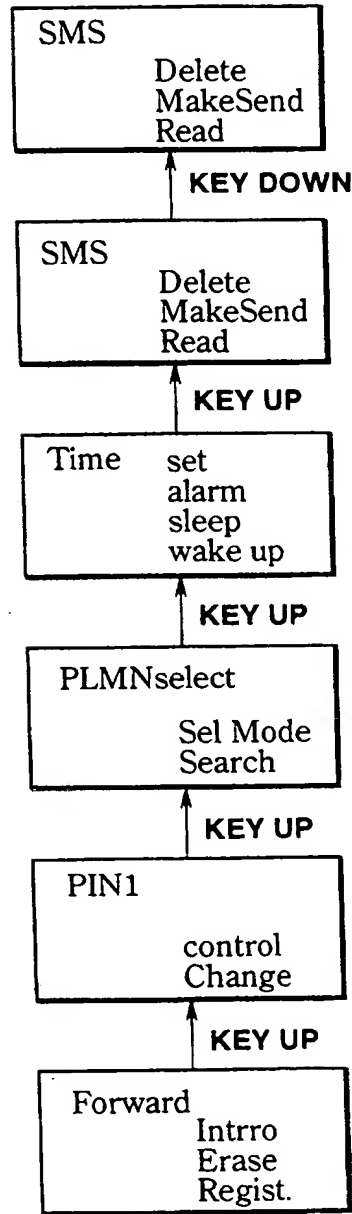 SMS
Delete
MakeSend
Read
KEY DOWN
SMS
Delete
MakeSend
Read
KEY UP
Time set
alarm
sleep
wake up
KEY UP
PLMNselect
Sel Mode
Search
KEY UP
PIN1
control
Change
KEY UP
Forward
Intrro
Erase
Regist.